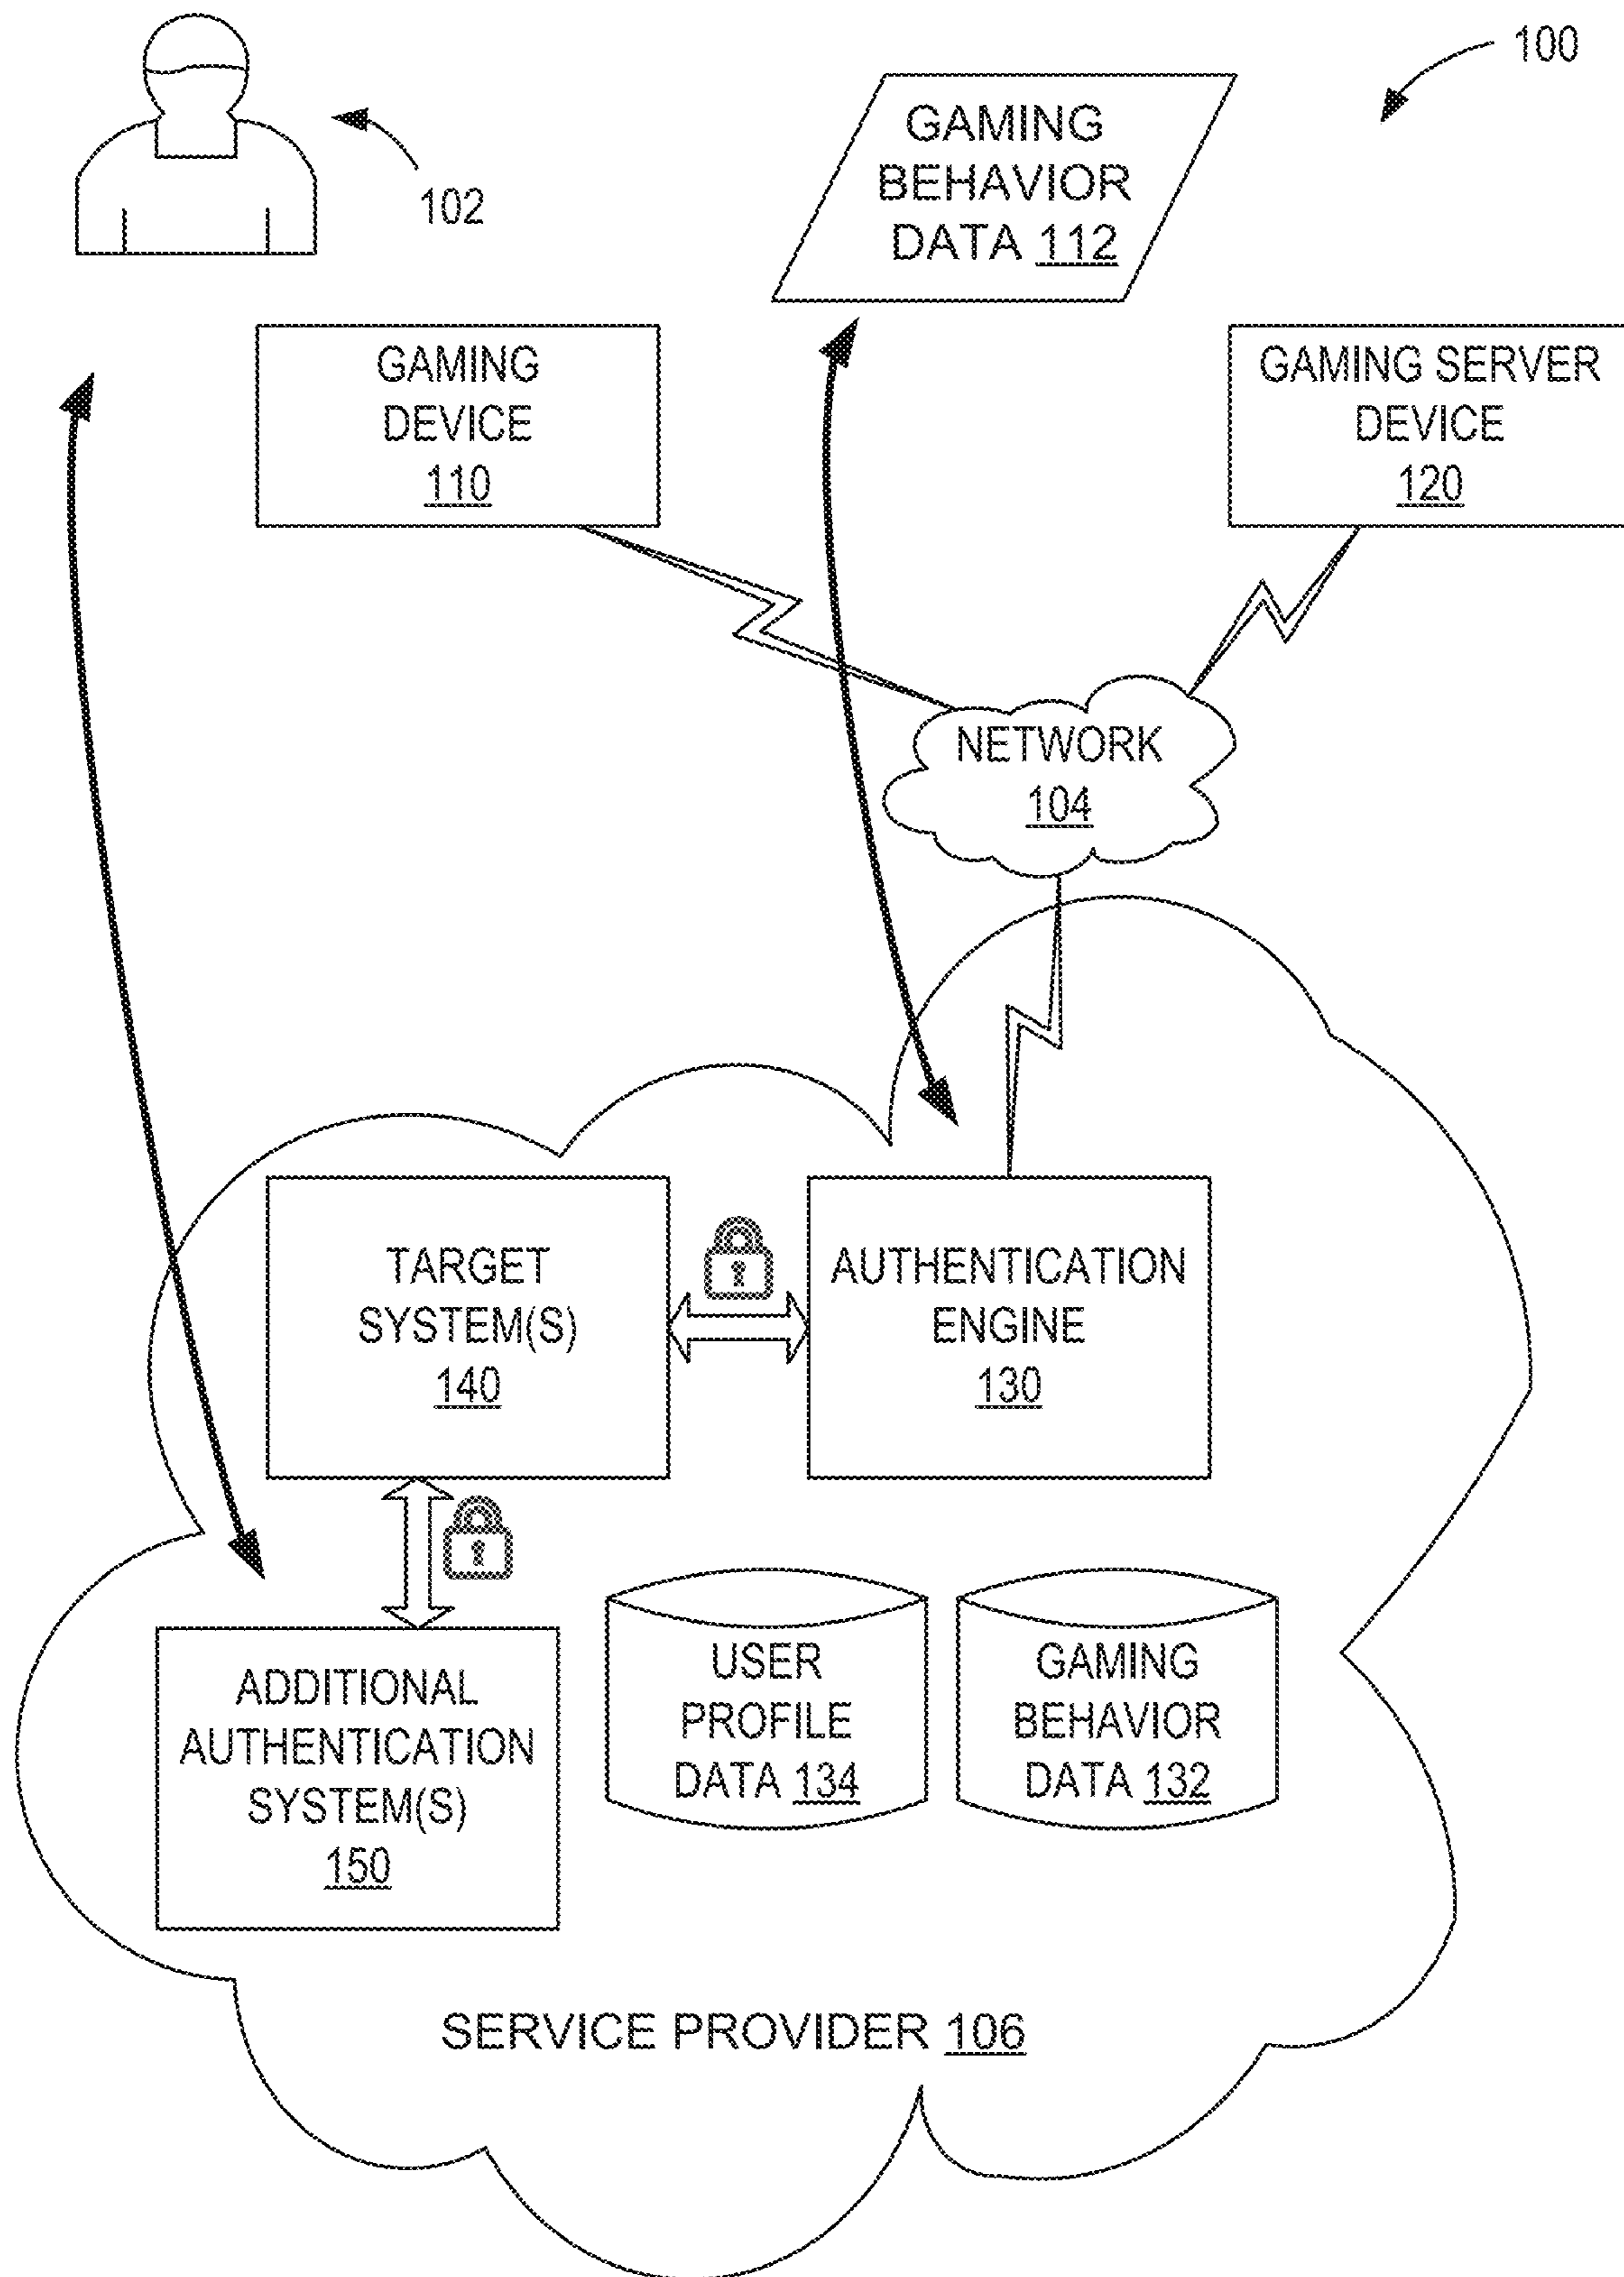 100
102
GAMING
BEHAVIOR
DATA 112
GAMING
DEVICE
110
GAMING SERVER
DEVICE
120
NETWORK
104
TARGET
SYSTEM(S)
140
AUTHENTICATION
ENGINE
130
ADDITIONAL
AUTHENTICATION
SYSTEM(S)
150
USER
PROFILE
DATA 134
GAMING
BEHAVIOR
DATA 132
SERVICE PROVIDER 106